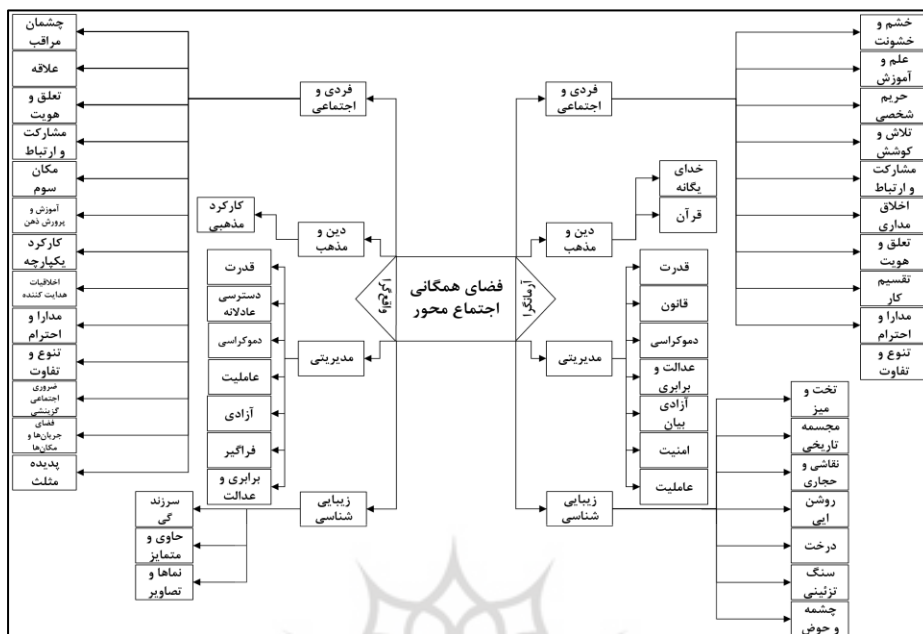 خشم و
خشونت
علم و
آموزش
حریم
شخصی
تلاش و
کوشش
مشارکت
و ارتباط
اخلاق
مداری
تعلق و
هویت
تقسیم
کار
مدارا و
احترام
تنوع و
تفاوت
فردی و
اجتماعی
خدای
یگانه
قرآن
دین و
مذهب
قدرت
قانون
دموکراسی
عدالت و
برابری
آزادی
بیان
امنیت
عاملیت
مدیریتی
تخت و
میز
مجسمه
تاریخی
نقاشی و
حجاری
روشن
ایی
درخت
سنگ
تزئینی
چشمه
و حوض
زیبایی
شناسی
آرمانگرا
فضای همگانی
اجتماع محور
واقع‌گرا
فردی و
اجتماعی
دین و
مذهب
کارکرد
مذهبی
مدیریتی
قدرت
دسترسی
عادلانه
دموکراسی
عاملیت
آزادی
فراگیر
برابری و
عدالت
زیبایی
شناسی
سرزند
گی
حاوی و
متمایز
نماها و
تصاویر
چشمان
مراقب
علاقه
تعلق و
هویت
مشارکت
و ارتباط
مکان
سوم
آموزش و
پرورش ذهن
کارکرد
یکپارچه
اخلاقیات
هدایت کننده
مدارا و
احترام
تنوع و
تفاوت
ضروری
اجتماعی
گزینشی
فضای
جریان‌ها و
مکان‌ها
پدیده
مثلث